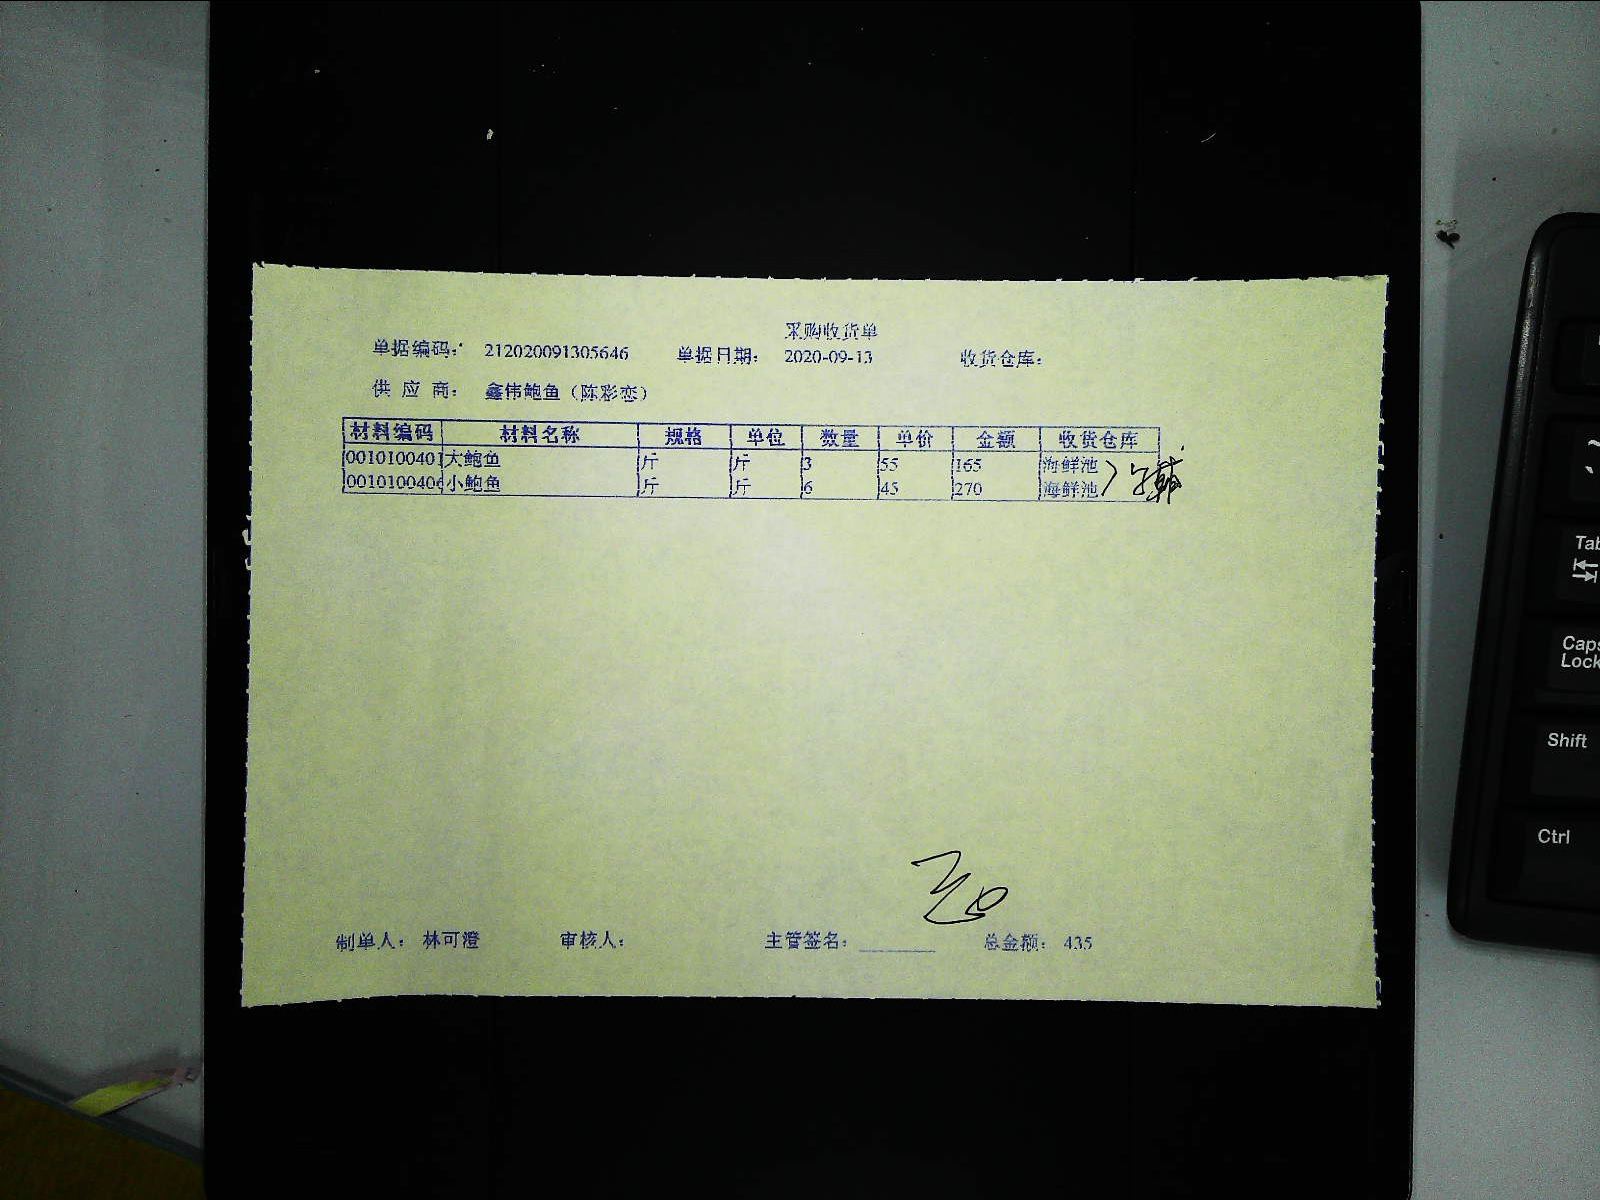 采购收货单
单据编码: 212020091305646 单据日期: 2020-09-13 收货仓库:
供 应 商: 鑫伟鲍鱼(陈彩恋)
材料编码 材料名称 规格 单位 数量 单价 金额 收货仓库
0010100401 大鲍鱼 斤 斤 3 55 165 海鲜池
0010100406 小鲍鱼 斤 斤 6 45 270 海鲜池
制单人: 林可澄 审核人: 主管签名: 总金额: 435
Tab
Caps
Lock
Shift
Ctrl